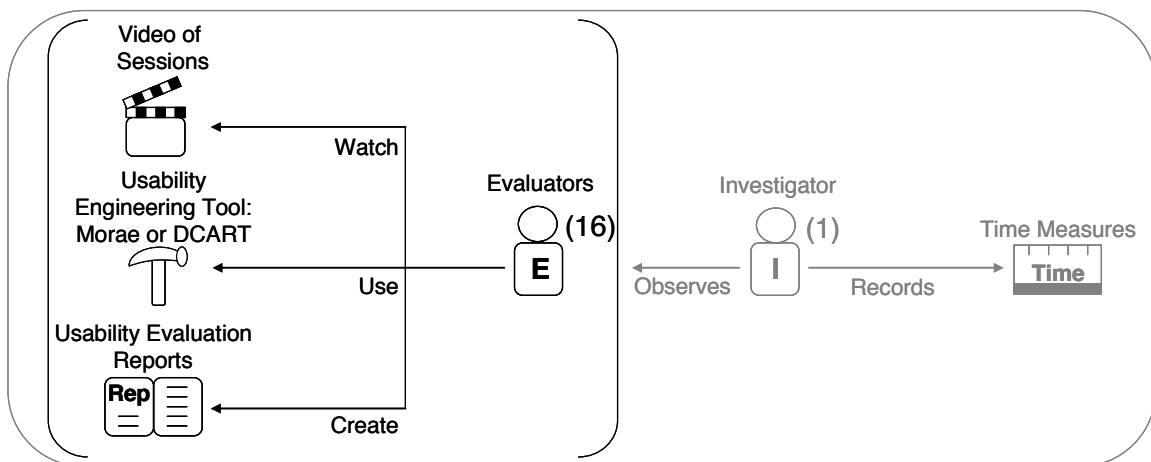 Video of
Sessions
Watch
Usability
Engineering Tool:
Morae or DCART
Use
Usability Evaluation
Reports
Rep
Create
Evaluators
(16)
E
Observes
Investigator
(1)
I
Records
Time Measures
Time